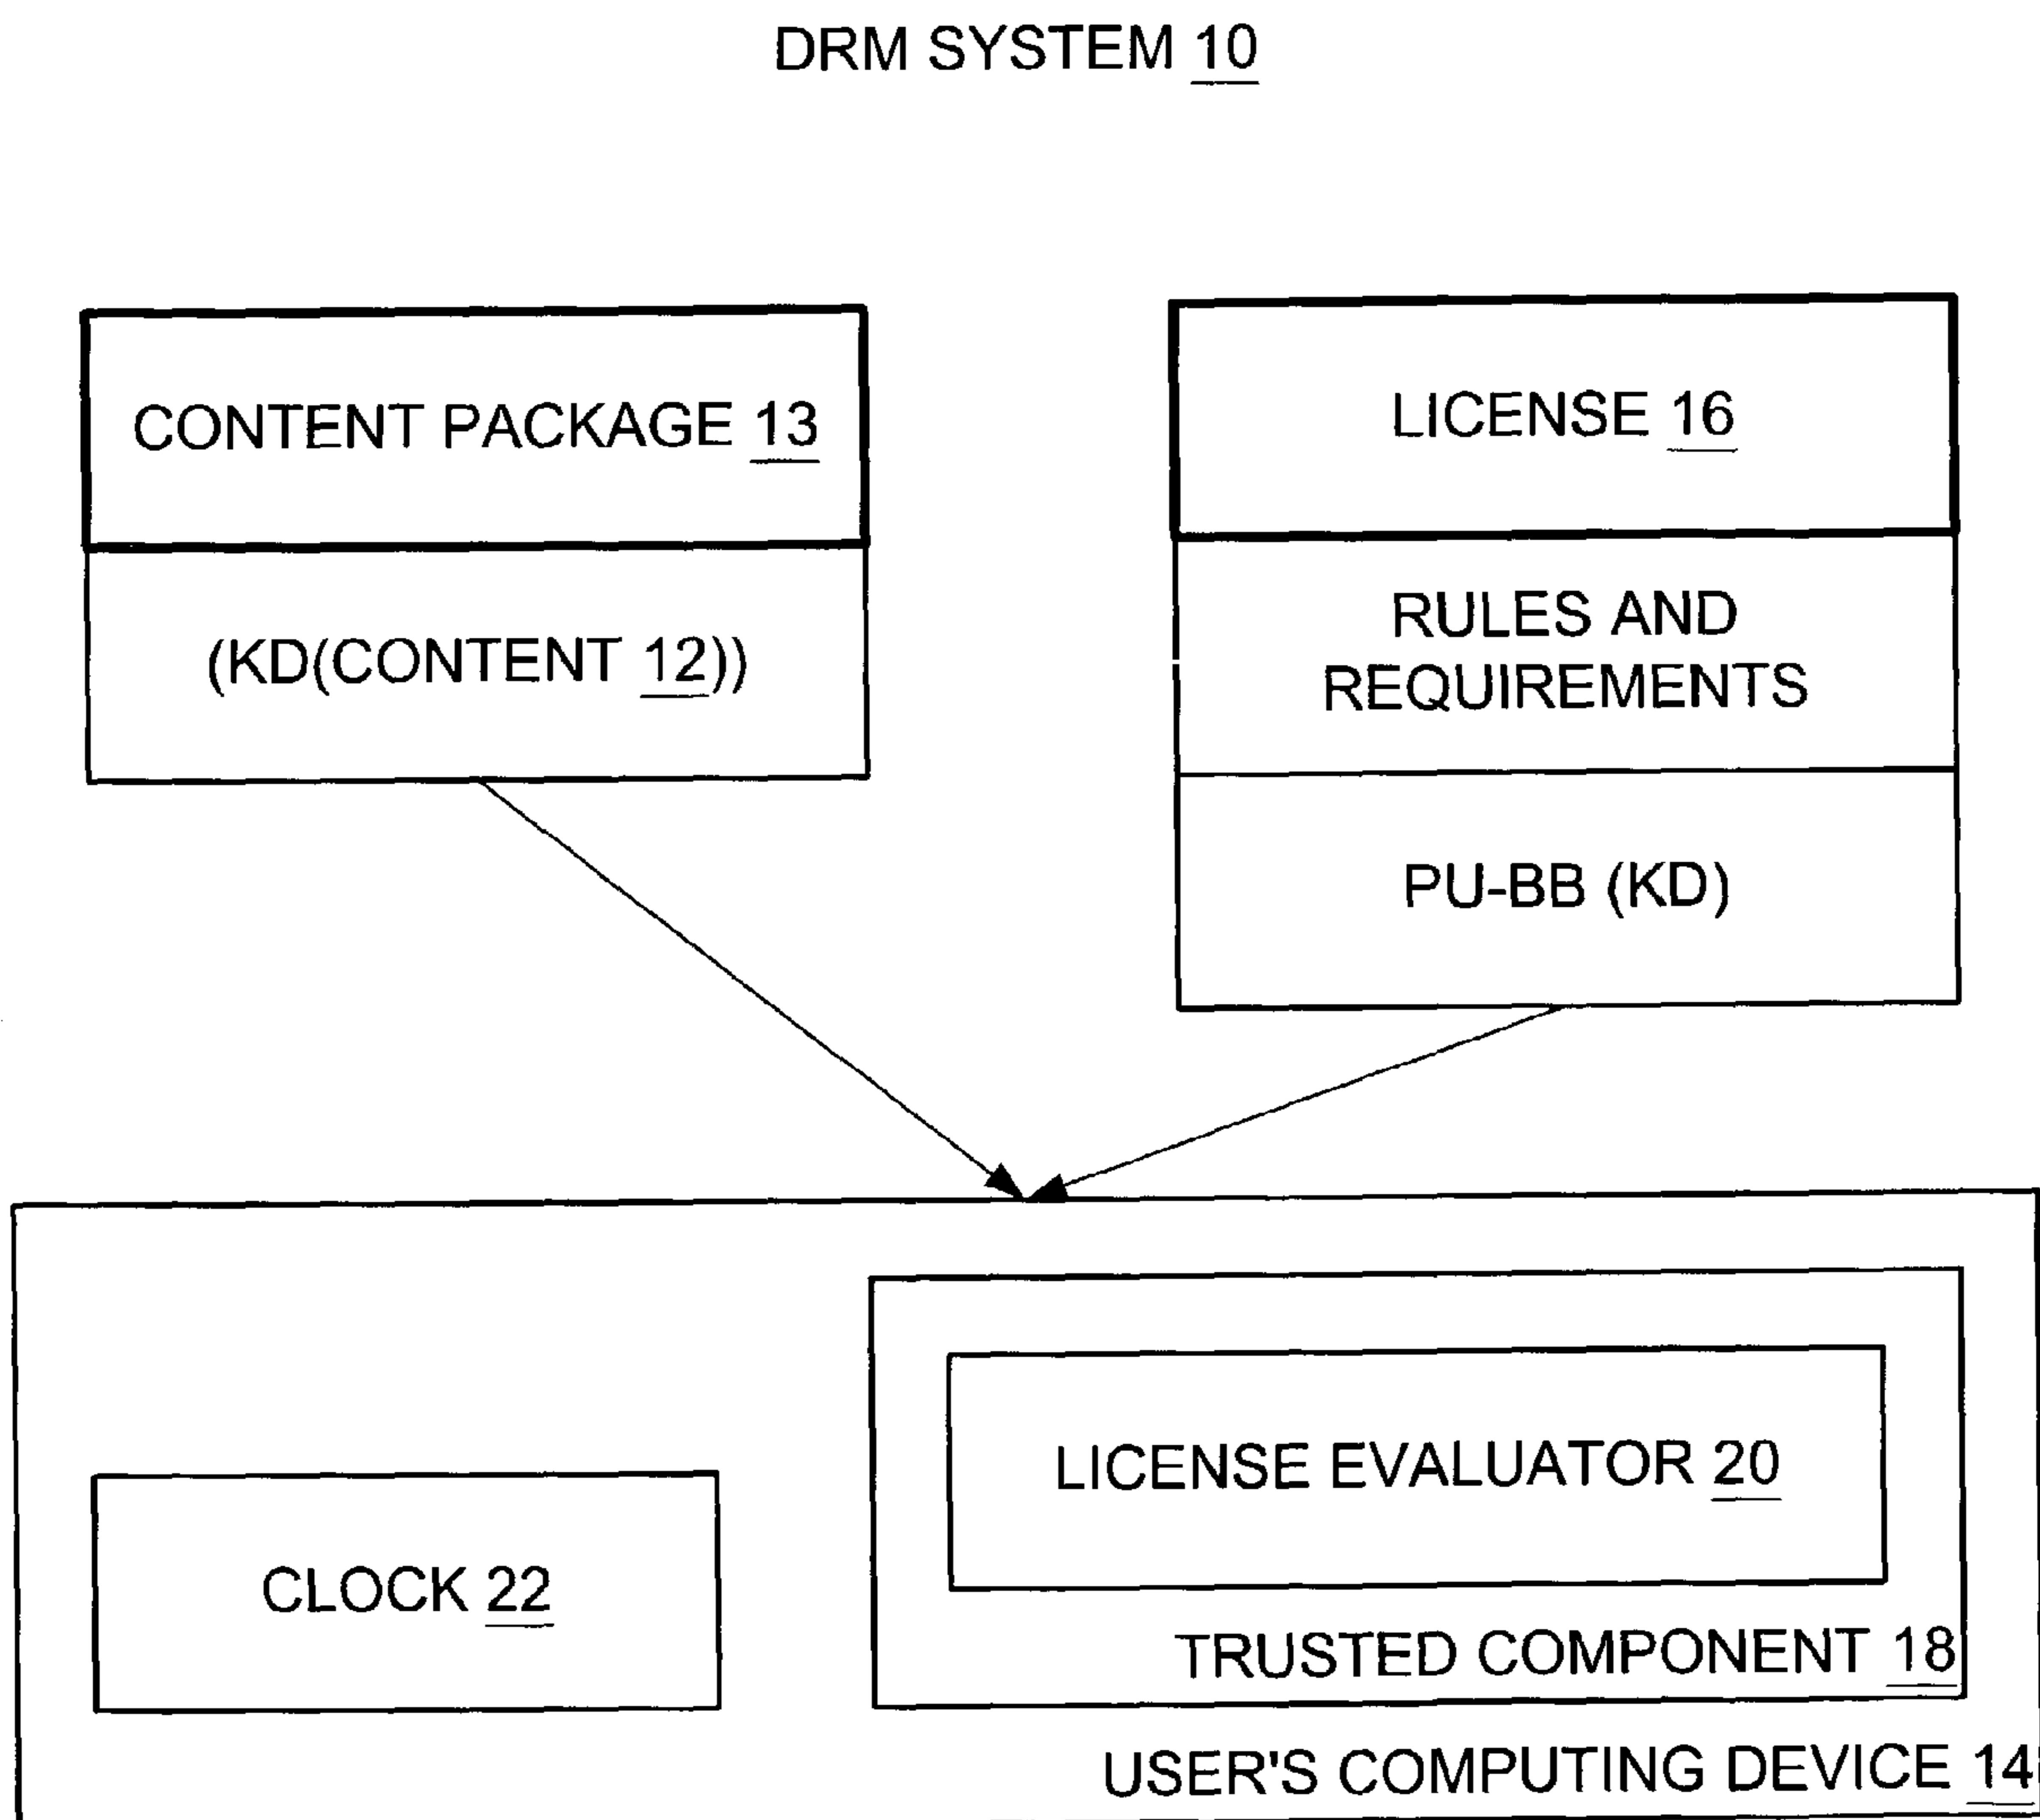 DRM SYSTEM 10
CONTENT PACKAGE 13
(KD(CONTENT 12))
LICENSE 16
RULES AND
REQUIREMENTS
PU-BB (KD)
LICENSE EVALUATOR 20
TRUSTED COMPONENT 18
CLOCK 22
USER'S COMPUTING DEVICE 14